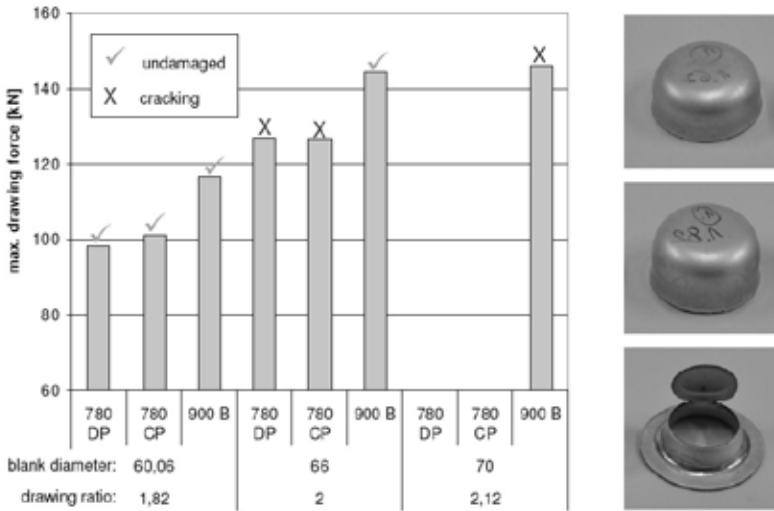 160
140
120
100
80
60
max. drawing force [kN]
undamaged
X cracking
X
X
X
780 DP
780 CP
900 B
780 DP
780 CP
900 B
780 DP
780 CP
900 B
blank diameter: 60,06 66 70
drawing ratio: 1,82 2 2,12